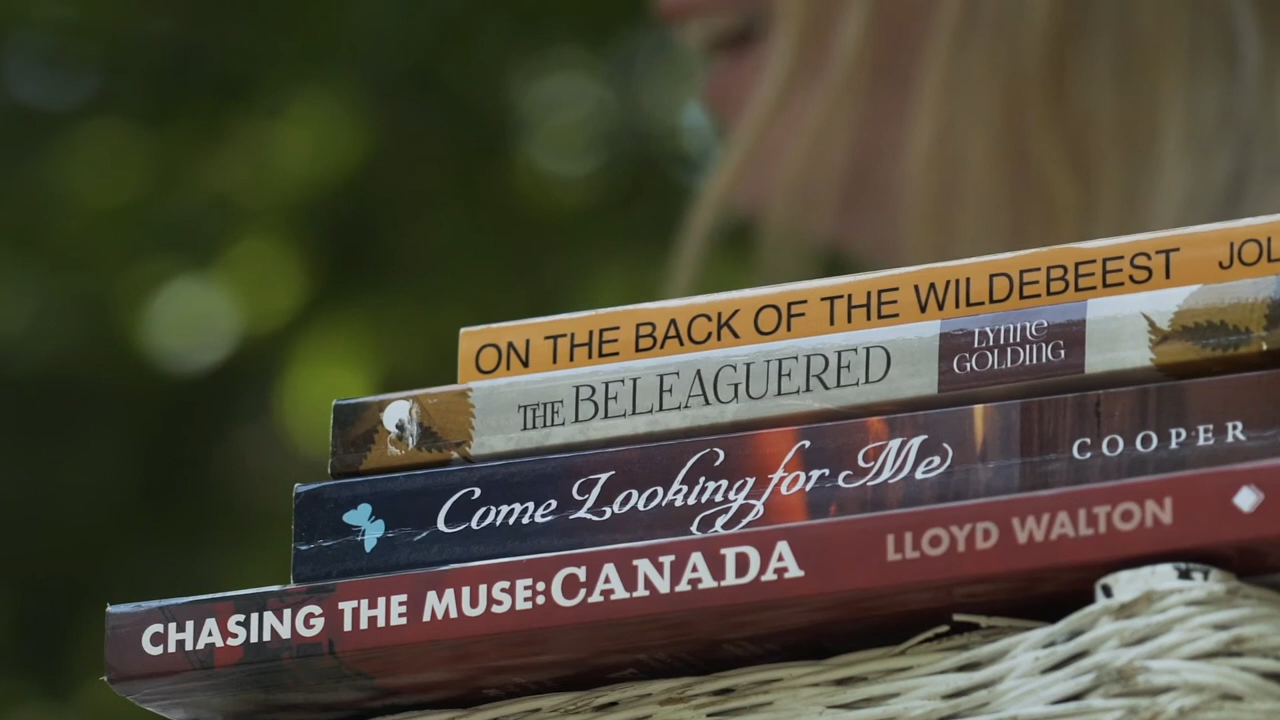 ON THE BACK OF THE WILDEBEEST JOL
THE BELEAGUERED LYNNE GOLDING
Come Looking for Me COOPER
CHASING THE MUSE: CANADA LLOYD WALTON